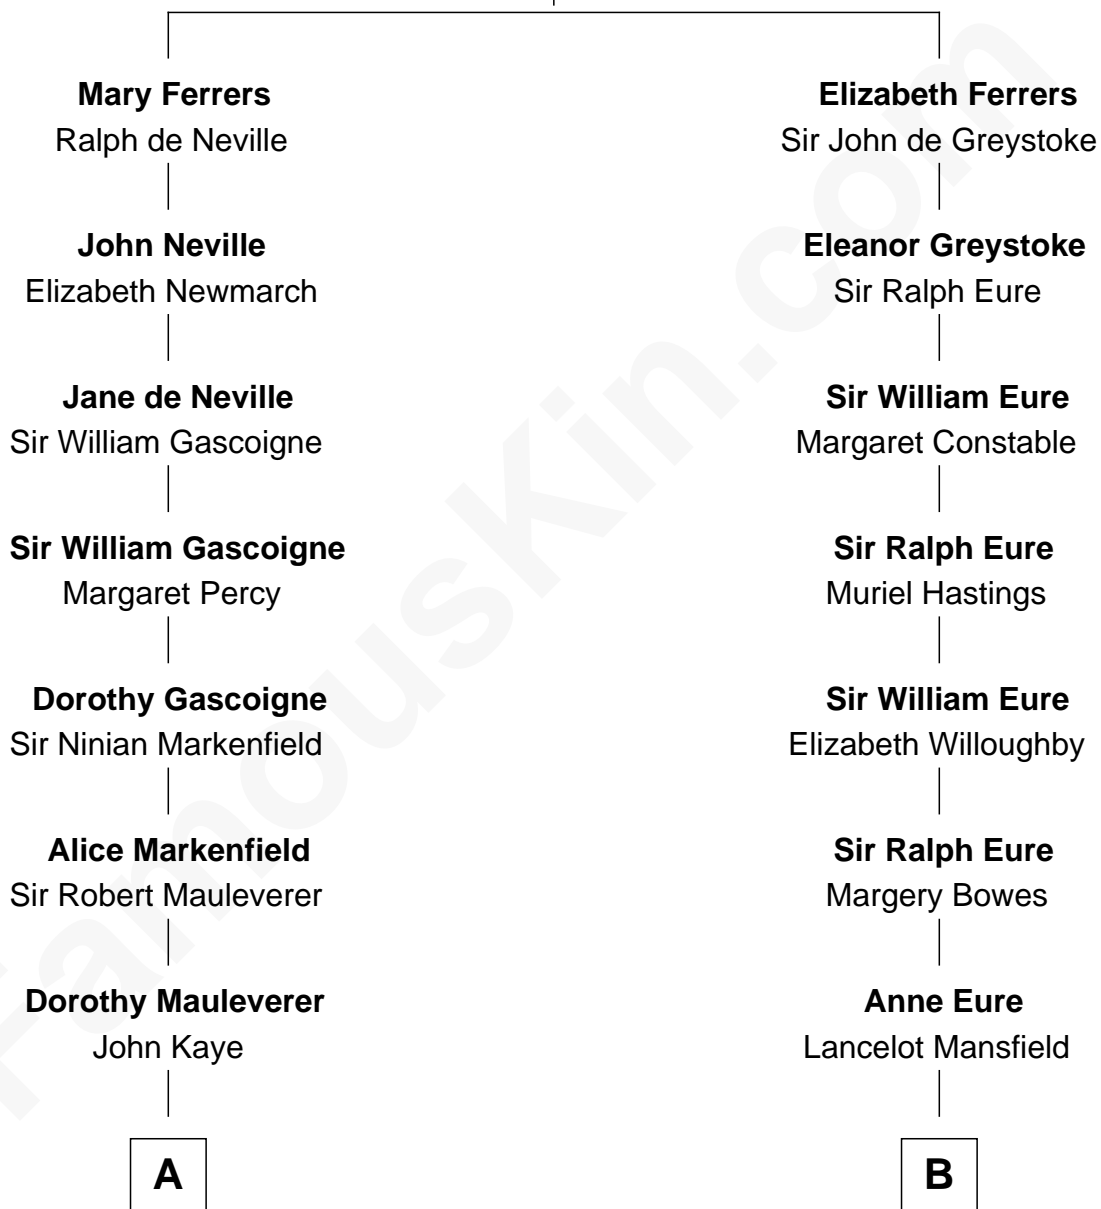 Mary Ferrers
Ralph de Neville
John Neville
Elizabeth Newmarch
Jane de Neville
Sir William Gascoigne
Sir William Gascoigne
Margaret Percy
Dorothy Gascoigne
Sir Ninian Markenfield
Alice Markenfield
Sir Robert Mauleverer
Dorothy Mauleverer
John Kaye
A
Elizabeth Ferrers
Sir John de Greystoke
Eleanor Greystoke
Sir Ralph Eure
Sir William Eure
Margaret Constable
Sir Ralph Eure
Muriel Hastings
Sir William Eure
Elizabeth Willoughby
Sir Ralph Eure
Margery Bowes
Anne Eure
Lancelot Mansfield
B
FamousKin.com